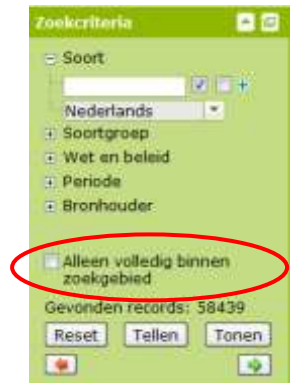 Zoekcriteria
Soort
Nederlands
Soortgroep
Wet en beleid
Periode
Bronhouder
Alleen volledig binnen
zoekgebied
Gevonden records: 58439
Reset Tellen Tonen